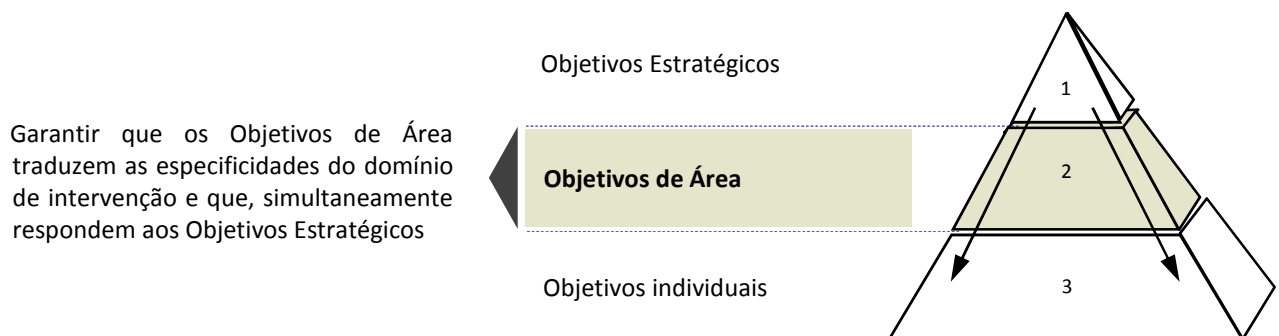 Objetivos Estratégicos
1
Garantir que os Objetivos de Área
traduzem as especificidades do domínio
de intervenção e que, simultaneamente
respondem aos Objetivos Estratégicos
Objetivos de Área
2
Objetivos individuais
3